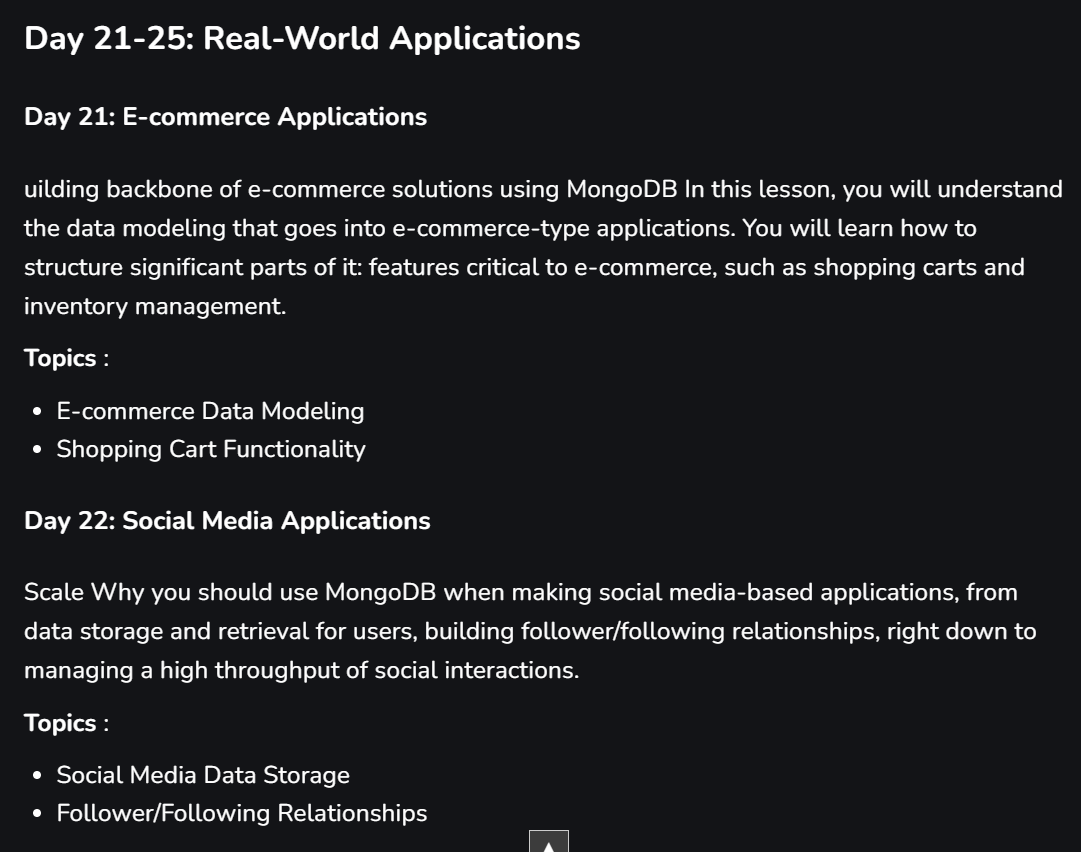 Day 21-25: Real-World Applications
Day 21: E-commerce Applications
uilding backbone of e-commerce solutions using MongoDB In this lesson, you will understand
the data modeling that goes into e-commerce-type applications. You will learn how to
structure significant parts of it: features critical to e-commerce, such as shopping carts and
inventory management.
Topics :
• E-commerce Data Modeling
• Shopping Cart Functionality
Day 22: Social Media Applications
Scale Why you should use MongoDB when making social media-based applications, from
data storage and retrieval for users, building follower/following relationships, right down to
managing a high throughput of social interactions.
Topics :
• Social Media Data Storage
• Follower/Following Relationships